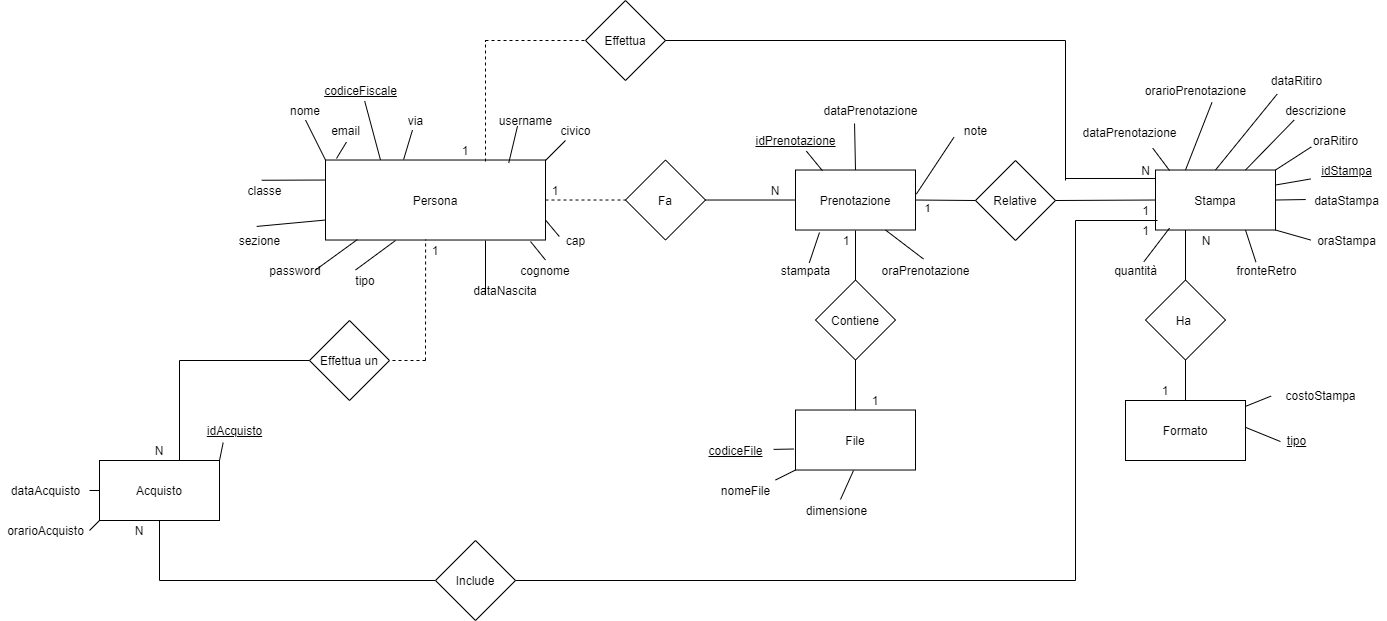 Effettua
codiceFiscale
nome
email
via
username
civico
1
classe
Persona
1
sezione
password
tipo
1
dataNascita
cognome
cap
Fa
N
dataPrenotazione
idPrenotazione
note
Prenotazione
1
stampata
1
oraPrenotazione
Relative
dataRitiro
orarioPrenotazione
descrizione
dataPrenotazione
oraRitiro
N
idStampa
Stampa
dataStampa
1
1
N
oraStampa
quantità
fronteRetro
Contiene
Ha
Effettua un
1
1
costoStampa
File
Formato
tipo
codiceFile
nomeFile
dimensione
N
idAcquisto
dataAcquisto
Acquisto
orarioAcquisto
N
Include